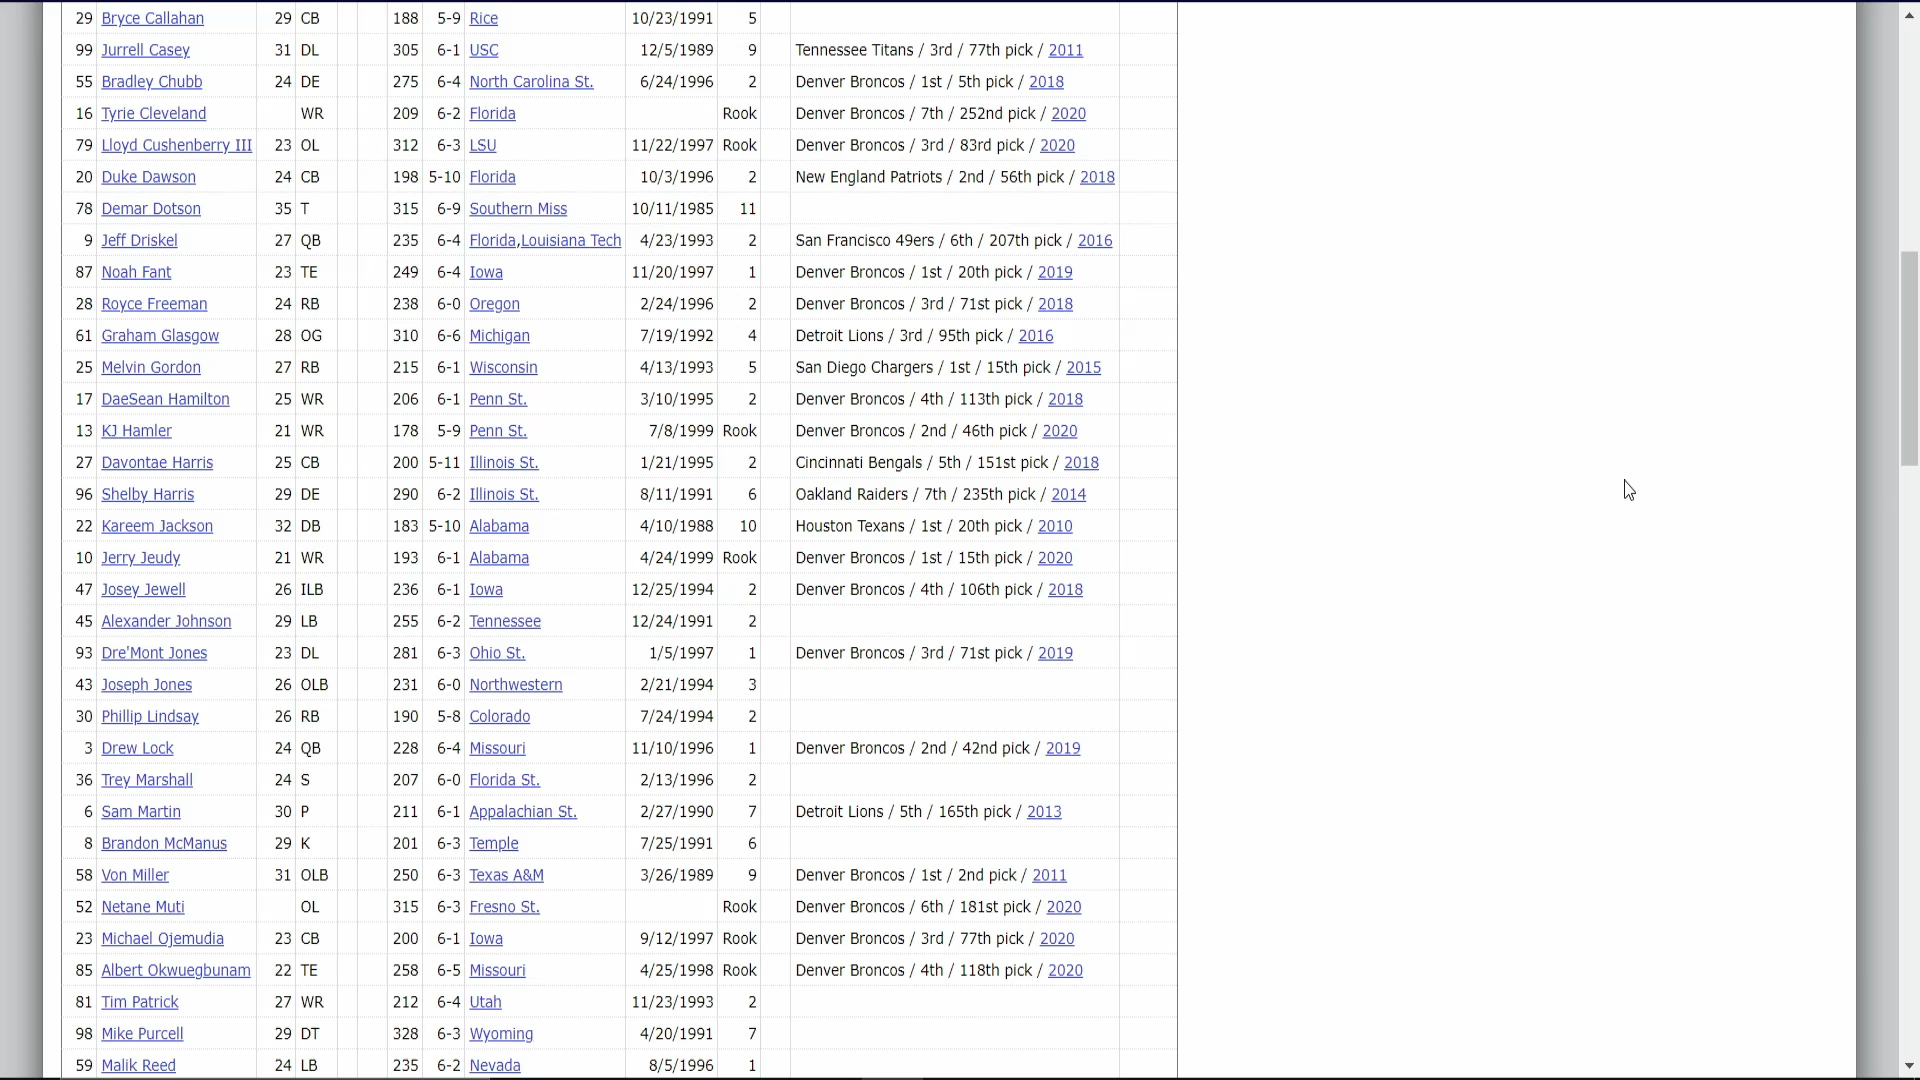 29 Bryce Callahan 29 CB 188 5-9 Rice 10/23/1991 5
99 Jurrell Casey 31 DL 305 6-1 USC 12/5/1989 9 Tennessee Titans / 3rd / 77th pick / 2011
55 Bradley Chubb 24 DE 275 6-4 North Carolina St. 6/24/1996 2 Denver Broncos / 1st / 5th pick / 2018
16 Tyrie Cleveland WR 209 6-2 Florida Rook Denver Broncos / 7th / 252nd pick / 2020
79 Lloyd Cushenberry III 23 OL 312 6-3 LSU 11/22/1997 Rook Denver Broncos / 3rd / 83rd pick / 2020
20 Duke Dawson 24 CB 198 5-10 Florida 10/3/1996 2 New England Patriots / 2nd / 56th pick / 2018
78 Demar Dotson 35 T 315 6-9 Southern Miss 10/11/1985 11
9 Jeff Driskel 27 QB 235 6-4 Florida,Louisiana Tech 4/23/1993 2 San Francisco 49ers / 6th / 207th pick / 2016
87 Noah Fant 23 TE 249 6-4 Iowa 11/20/1997 1 Denver Broncos / 1st / 20th pick / 2019
28 Royce Freeman 24 RB 238 6-0 Oregon 2/24/1996 2 Denver Broncos / 3rd / 71st pick / 2018
61 Graham Glasgow 28 OG 310 6-6 Michigan 7/19/1992 4 Detroit Lions / 3rd / 95th pick / 2016
25 Melvin Gordon 27 RB 215 6-1 Wisconsin 4/13/1993 5 San Diego Chargers / 1st / 15th pick / 2015
17 DaeSean Hamilton 25 WR 206 6-1 Penn St. 3/10/1995 2 Denver Broncos / 4th / 113th pick / 2018
13 KJ Hamler 21 WR 178 5-9 Penn St. 7/8/1999 Rook Denver Broncos / 2nd / 46th pick / 2020
27 Davontae Harris 25 CB 200 5-11 Illinois St. 1/21/1995 2 Cincinnati Bengals / 5th / 151st pick / 2018
96 Shelby Harris 29 DE 290 6-2 Illinois St. 8/11/1991 6 Oakland Raiders / 7th / 235th pick / 2014
22 Kareem Jackson 32 DB 183 5-10 Alabama 4/10/1988 10 Houston Texans / 1st / 20th pick / 2010
10 Jerry Jeudy 21 WR 193 6-1 Alabama 4/24/1999 Rook Denver Broncos / 1st / 15th pick / 2020
47 Josey Jewell 26 ILB 236 6-1 Iowa 12/25/1994 2 Denver Broncos / 4th / 106th pick / 2018
45 Alexander Johnson 29 LB 255 6-2 Tennessee 12/24/1991 2
93 Dre'Mont Jones 23 DL 281 6-3 Ohio St. 1/5/1997 1 Denver Broncos / 3rd / 71st pick / 2019
43 Joseph Jones 26 OLB 231 6-0 Northwestern 2/21/1994 3
30 Phillip Lindsay 26 RB 190 5-8 Colorado 7/24/1994 2
3 Drew Lock 24 QB 228 6-4 Missouri 11/10/1996 1 Denver Broncos / 2nd / 42nd pick / 2019
36 Trey Marshall 24 S 207 6-0 Florida St. 2/13/1996 2
6 Sam Martin 30 P 211 6-1 Appalachian St. 2/27/1990 7 Detroit Lions / 5th / 165th pick / 2013
8 Brandon McManus 29 K 201 6-3 Temple 7/25/1991 6
58 Von Miller 31 OLB 250 6-3 Texas A&M 3/26/1989 9 Denver Broncos / 1st / 2nd pick / 2011
52 Netane Muti OL 315 6-3 Fresno St. Rook Denver Broncos / 6th / 181st pick / 2020
23 Michael Ojemudia 23 CB 200 6-1 Iowa 9/12/1997 Rook Denver Broncos / 3rd / 77th pick / 2020
85 Albert Okwuegbunam 22 TE 258 6-5 Missouri 4/25/1998 Rook Denver Broncos / 4th / 118th pick / 2020
81 Tim Patrick 27 WR 212 6-4 Utah 11/23/1993 2
98 Mike Purcell 29 DT 328 6-3 Wyoming 4/20/1991 7
59 Malik Reed 24 LB 235 6-2 Nevada 8/5/1996 1